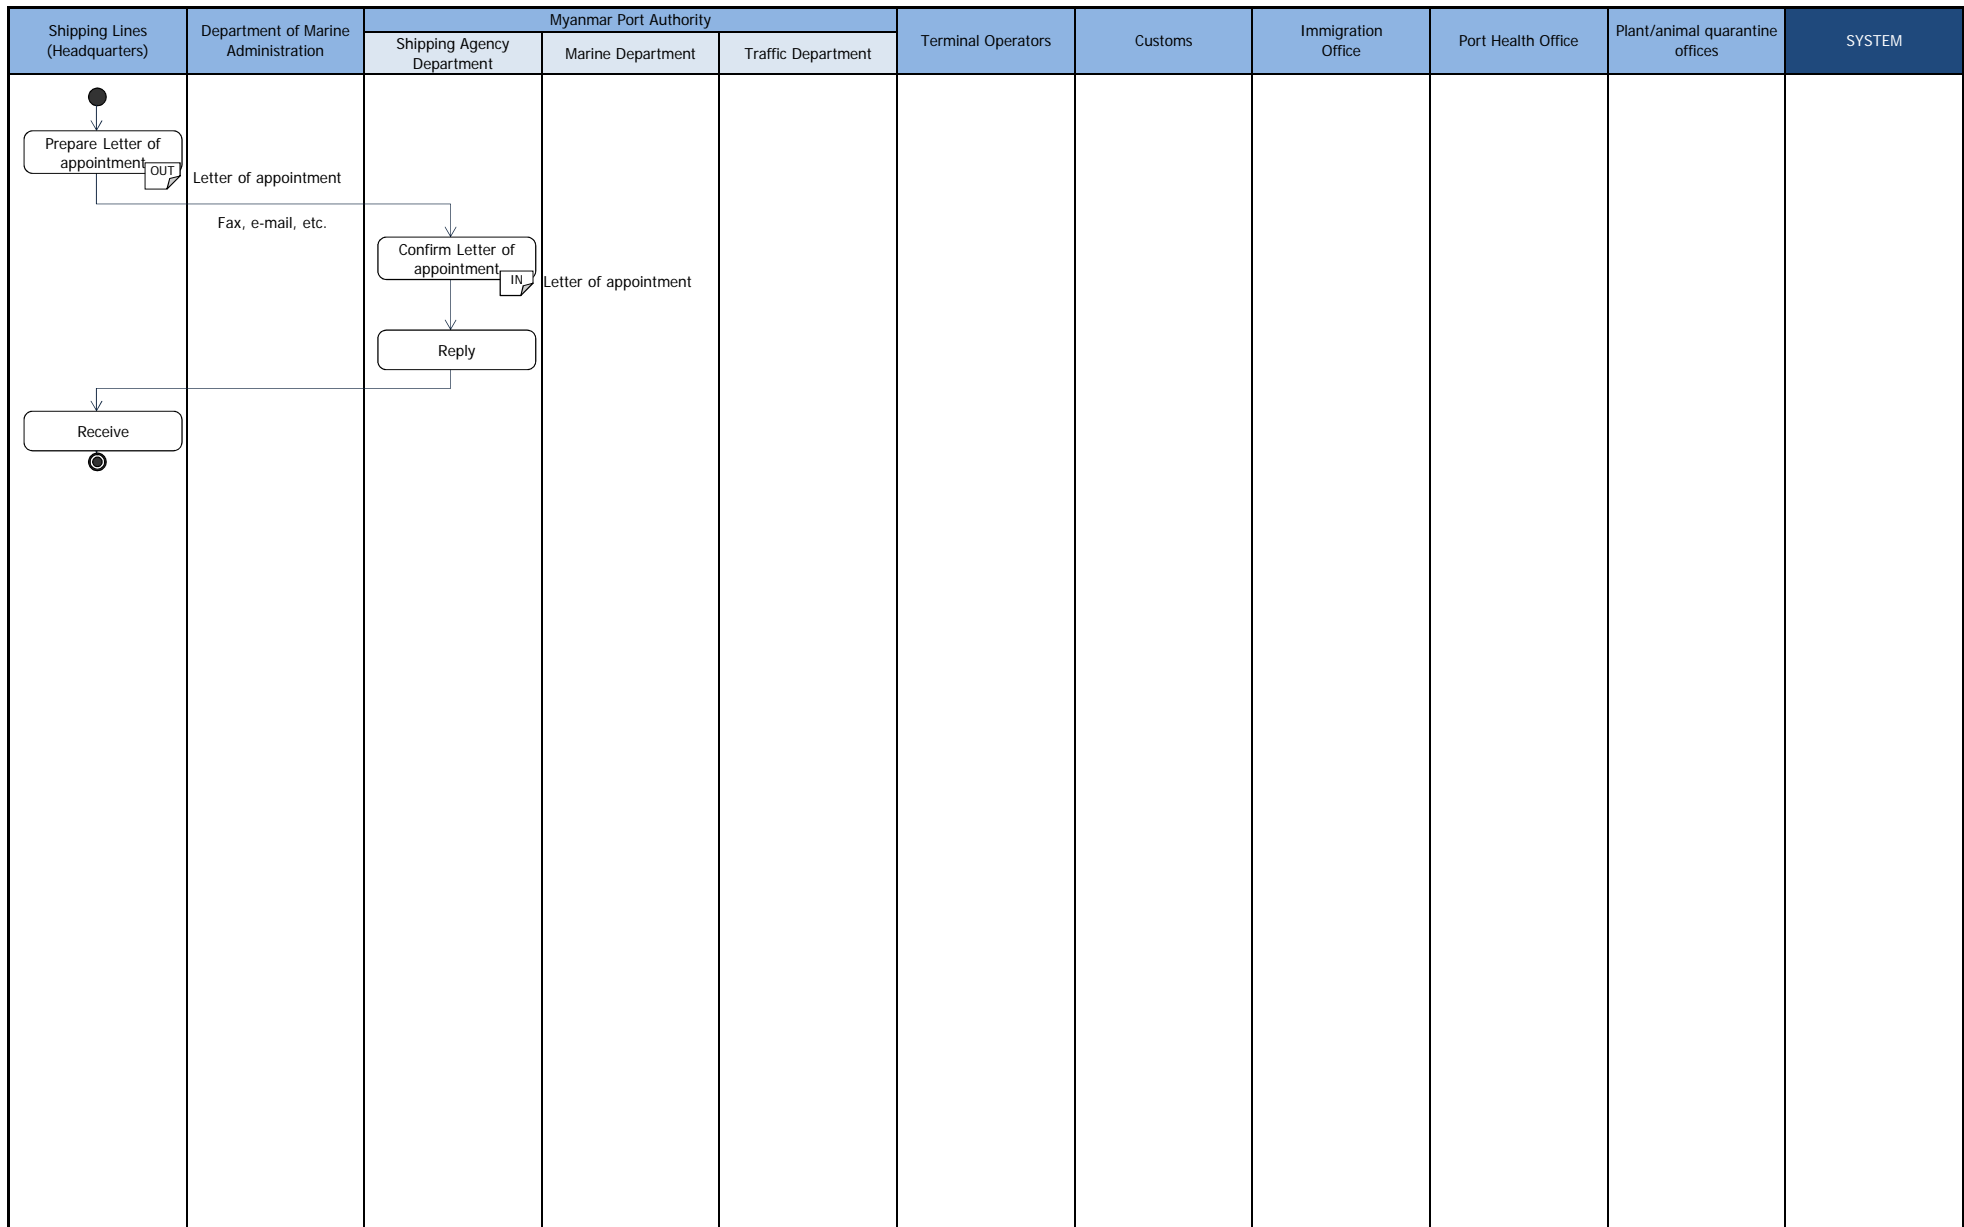 Shipping Lines
(Headquarters)
Department of Marine
Administration
Myanmar Port Authority
Shipping Agency
Department
Marine Department
Traffic Department
Terminal Operators
Customs
Immigration
Office
Port Health Office
Plant/animal quarantine
offices
SYSTEM
Prepare Letter of
appointment
OUT
Letter of appointment
Fax, e-mail, etc.
Confirm Letter of
appointment
IN
Letter of appointment
Reply
Receive